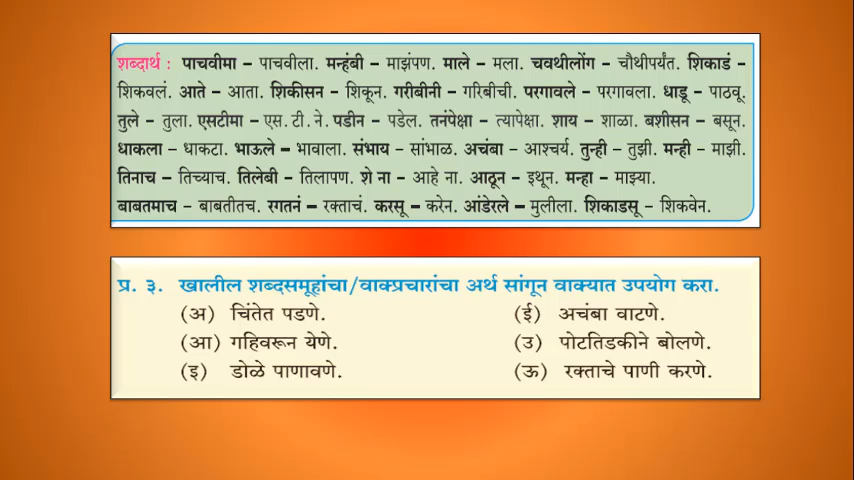 शब्दार्थ : पाचवीमा – पाचवीला. मन्हंबी – माझंपण. माले – मला. चवथीलोंग – चौथीपर्यंत. शिकाडं –
शिकवलं. आते – आता. शिकीसन – शिकून. गरीबीनी – गरिबीची. परगावले – परगावला. धाडू – पाठवू.
तुले – तुला. एसटीमा – एस. टी. ने. पडीन – पडेल. तनंपेक्षा – त्यापेक्षा. शाय – शाळा. बशीसन – बसून.
धाकला – धाकटा. भाऊले – भावाला. संभाय – सांभाळ. अचंबा – आश्चर्य. तुन्ही – तुझी. मन्ही – माझी.
तिनाच – तिच्याच. तिलेबी – तिलापण. शे ना – आहे ना. आठून – इथून. मन्हा – माझ्या.
बाबतमाच – बाबतीतच. रगतनं – रक्ताचं. करसू – करेन. आंडेरले – मुलीला. शिकाडसू – शिकवेन.
प्र. ३. खालील शब्दसमूहांचा/वाक्प्रचारांचा अर्थ सांगून वाक्यात उपयोग करा.
(अ) चिंतेत पडणे. (ई) अचंबा वाटणे.
(आ) गहिवरून येणे. (उ) पोटतिडकीने बोलणे.
(इ) डोळे पाणावणे. (ऊ) रक्ताचे पाणी करणे.